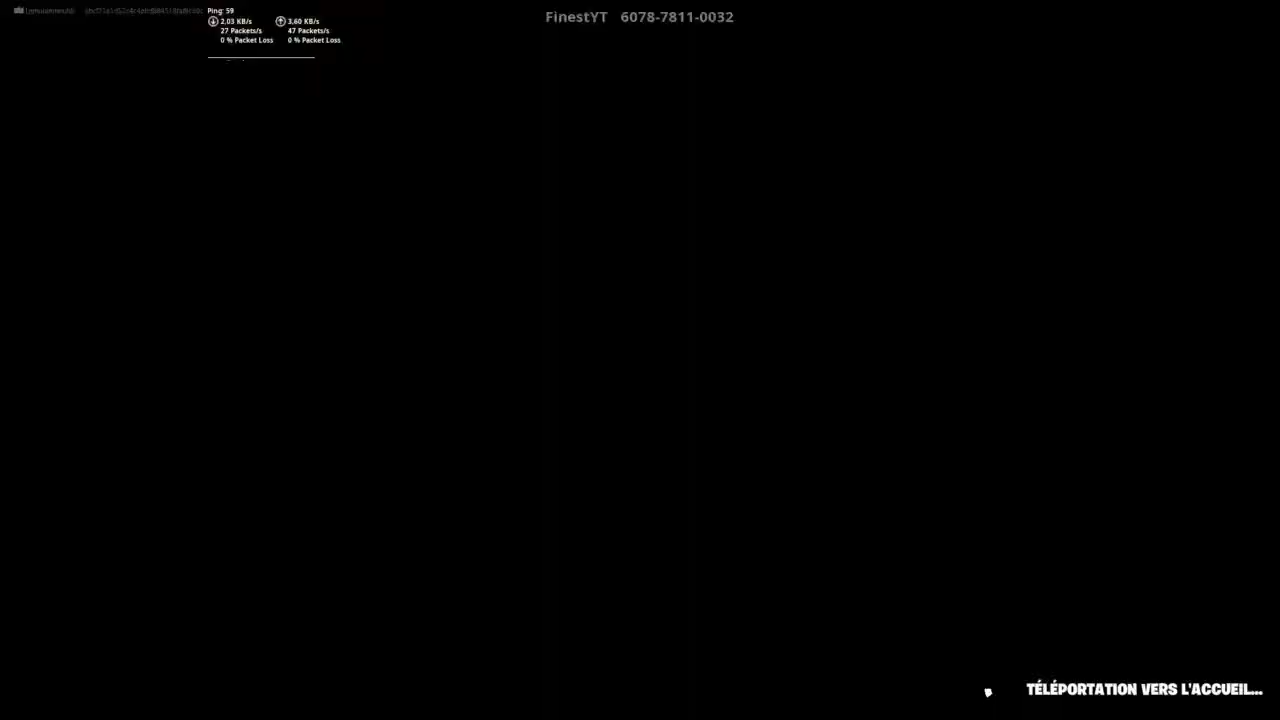 Ping: 59
2,03 KB/s 3,60 KB/s
27 Packets/s 47 Packets/s
0 % Packet Loss 0 % Packet Loss
FinestYT 6078-7811-0032
TÉLÉPORTATION VERS L'ACCUEIL...